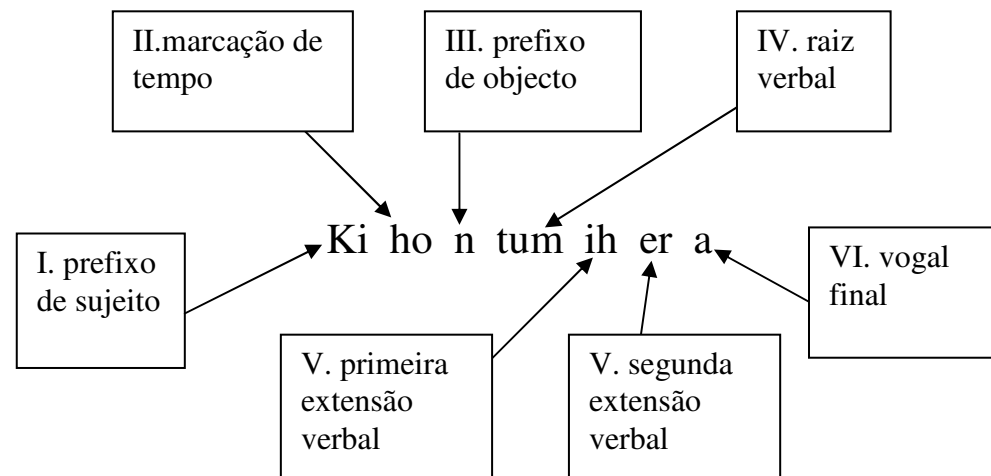 II.marcação de
tempo
III. prefixo
de objecto
IV. raiz
verbal
Ki ho n tum ih er a
I. prefixo
de sujeito
VI. vogal
final
V. primeira
extensão
verbal
V. segunda
extensão
verbal